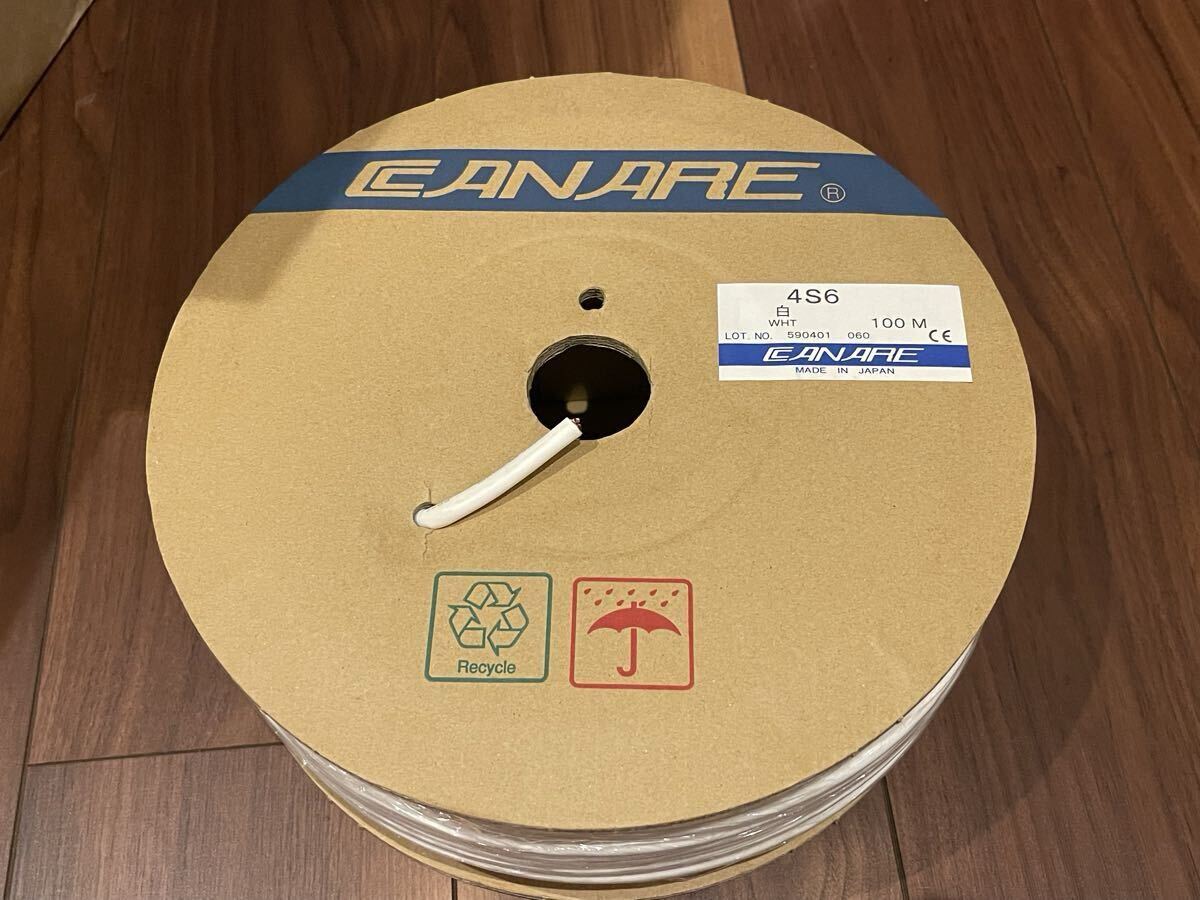 CANARE ®
4S6
白
WHT 100 M
LOT. NO. 590401 060 CE
CANARE
MADE IN JAPAN
Recycle